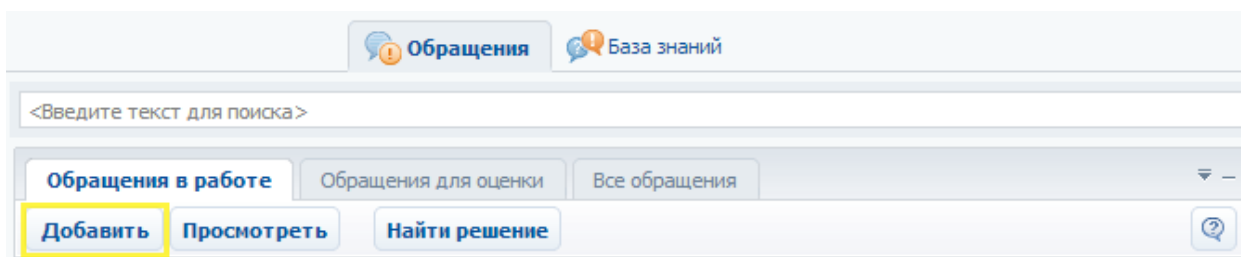 Обращения База знаний
<Введите текст для поиска>
Обращения в работе Обращения для оценки Все обращения
Добавить Просмотреть Найти решение